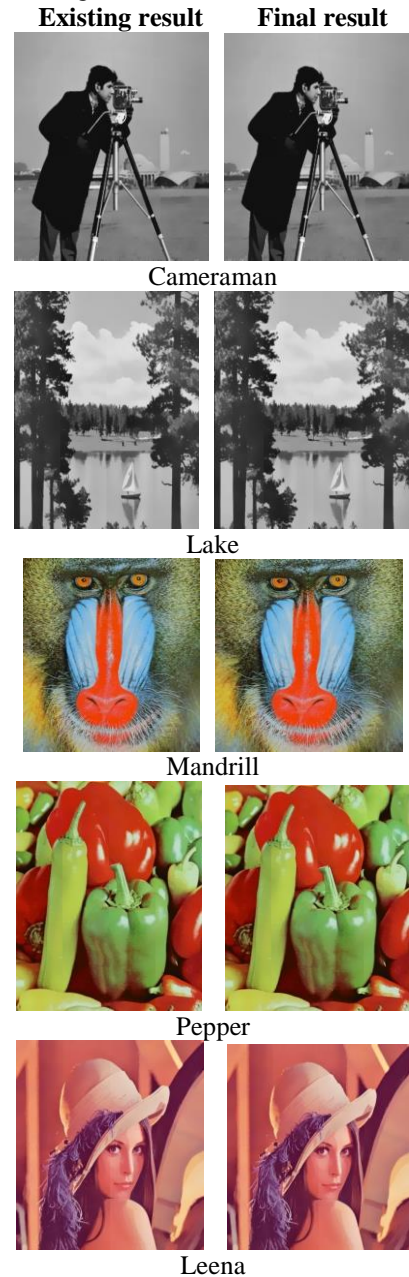 Existing result Final result
Cameraman
Lake
Mandrill
Pepper
Leena